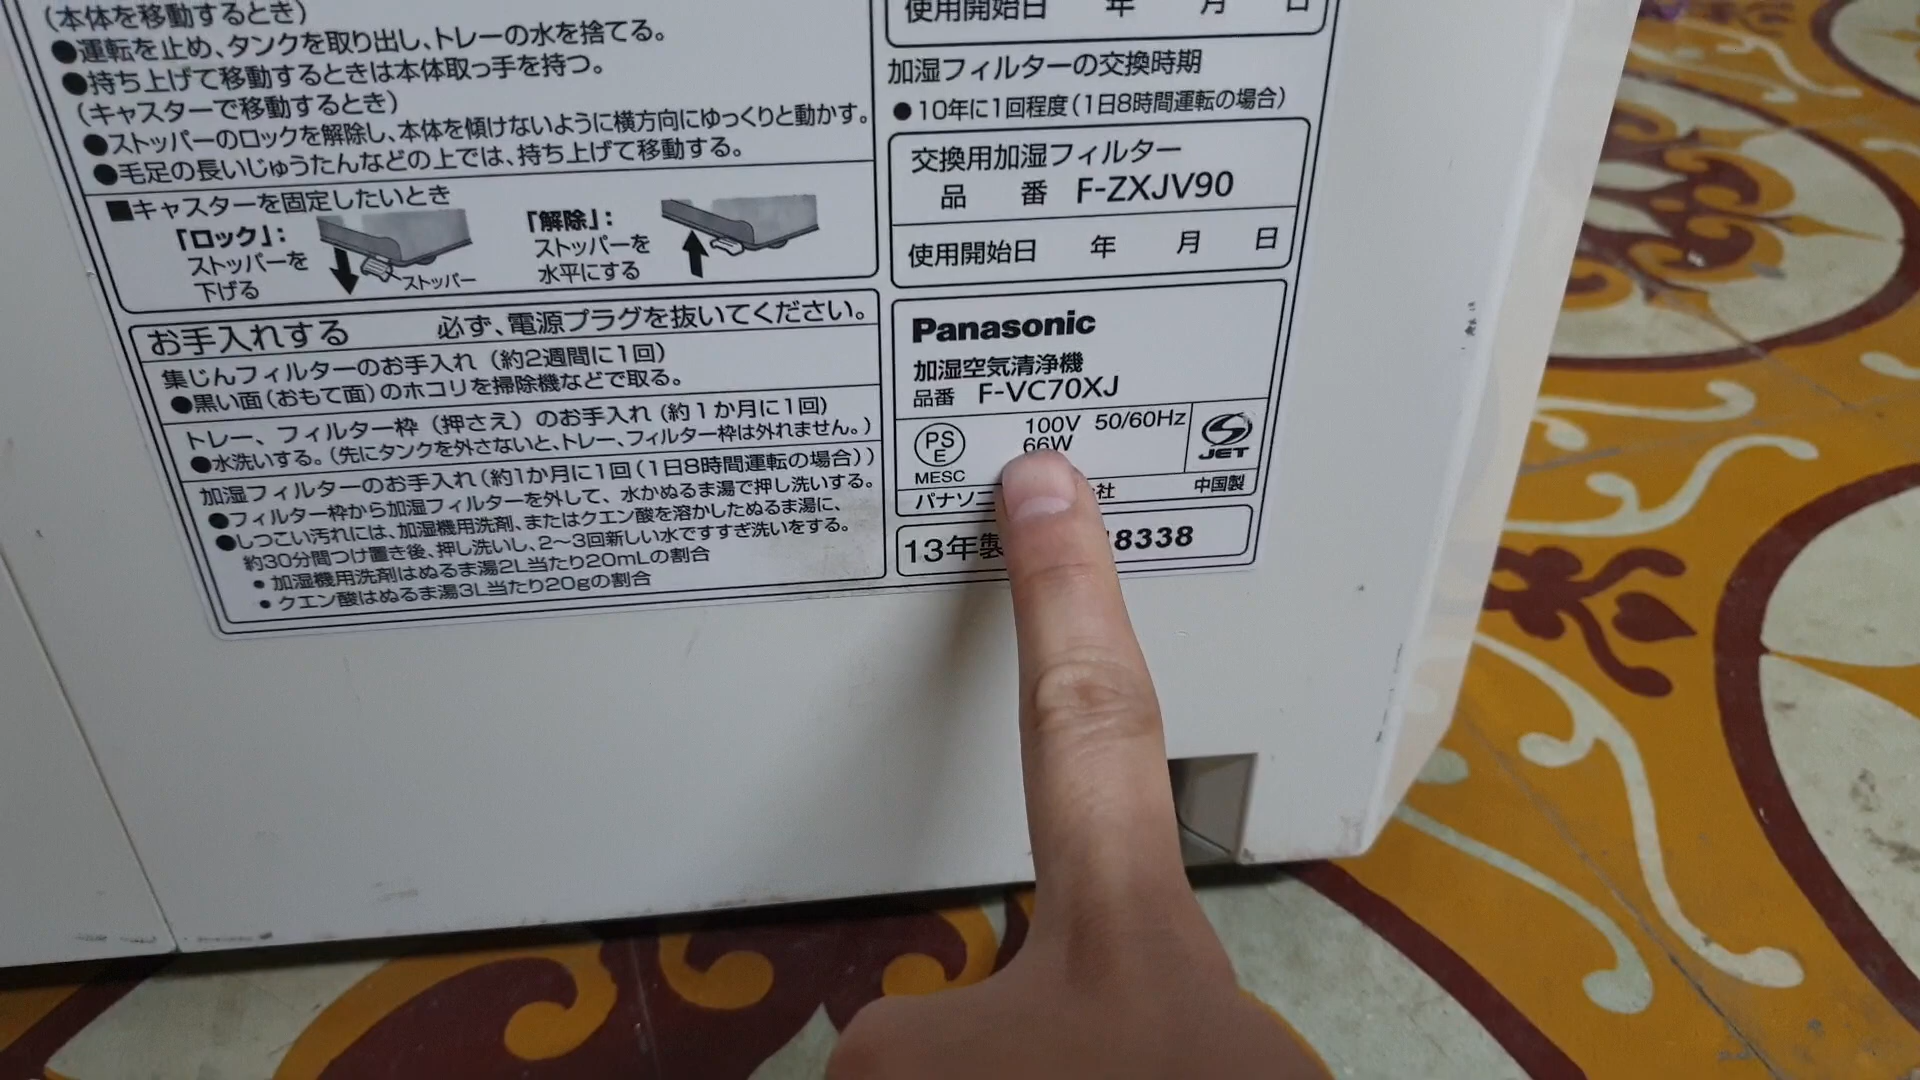 (本体を移動するとき)
●運転を止め、タンクを取り出し、トレーの水を捨てる。
●持ち上げて移動するときは本体取っ手を持つ。
(キャスターで移動するとき)
●ストッパーのロックを解除し、本体を傾けないように横方向にゆっくりと動かす。
●毛足の長いじゅうたんなどの上では、持ち上げて移動する。
■キャスターを固定したいとき
「ロック」:
ストッパーを
下げる
ストッパー
「解除」:
ストッパーを
水平にする
お手入れする 必ず、電源プラグを抜いてください。
集じんフィルターのお手入れ (約2週間に1回)
●黒い面(おもて面)のホコリを掃除機などで取る。
トレー、フィルター枠(押さえ)のお手入れ(約1か月に1回)
●水洗いする。(先にタンクを外さないと、トレー、フィルター枠は外れません。)
加湿フィルターのお手入れ(約1か月に1回(1日8時間運転の場合))
●フィルター枠から加湿フィルターを外して、水かぬるま湯で押し洗いする。
●しつこい汚れには、加湿機用洗剤、またはクエン酸を溶かしたぬるま湯に、
約30分間つけ置き後、押し洗いし、2～3回新しい水ですすぎ洗いをする。
• 加湿機用洗剤はぬるま湯2L当たり20mLの割合
• クエン酸はぬるま湯3L当たり20gの割合
使用開始日 年 月 日
加湿フィルターの交換時期
●10年に1回程度(1日8時間運転の場合)
交換用加湿フィルター
品 番 F-ZXJV90
使用開始日 年 月 日
Panasonic
加湿空気清浄機
品番 F-VC70XJ
PS
E
MESC
100V 50/60Hz
66W
JET
パナソニ 社 中国製
13年製 18338